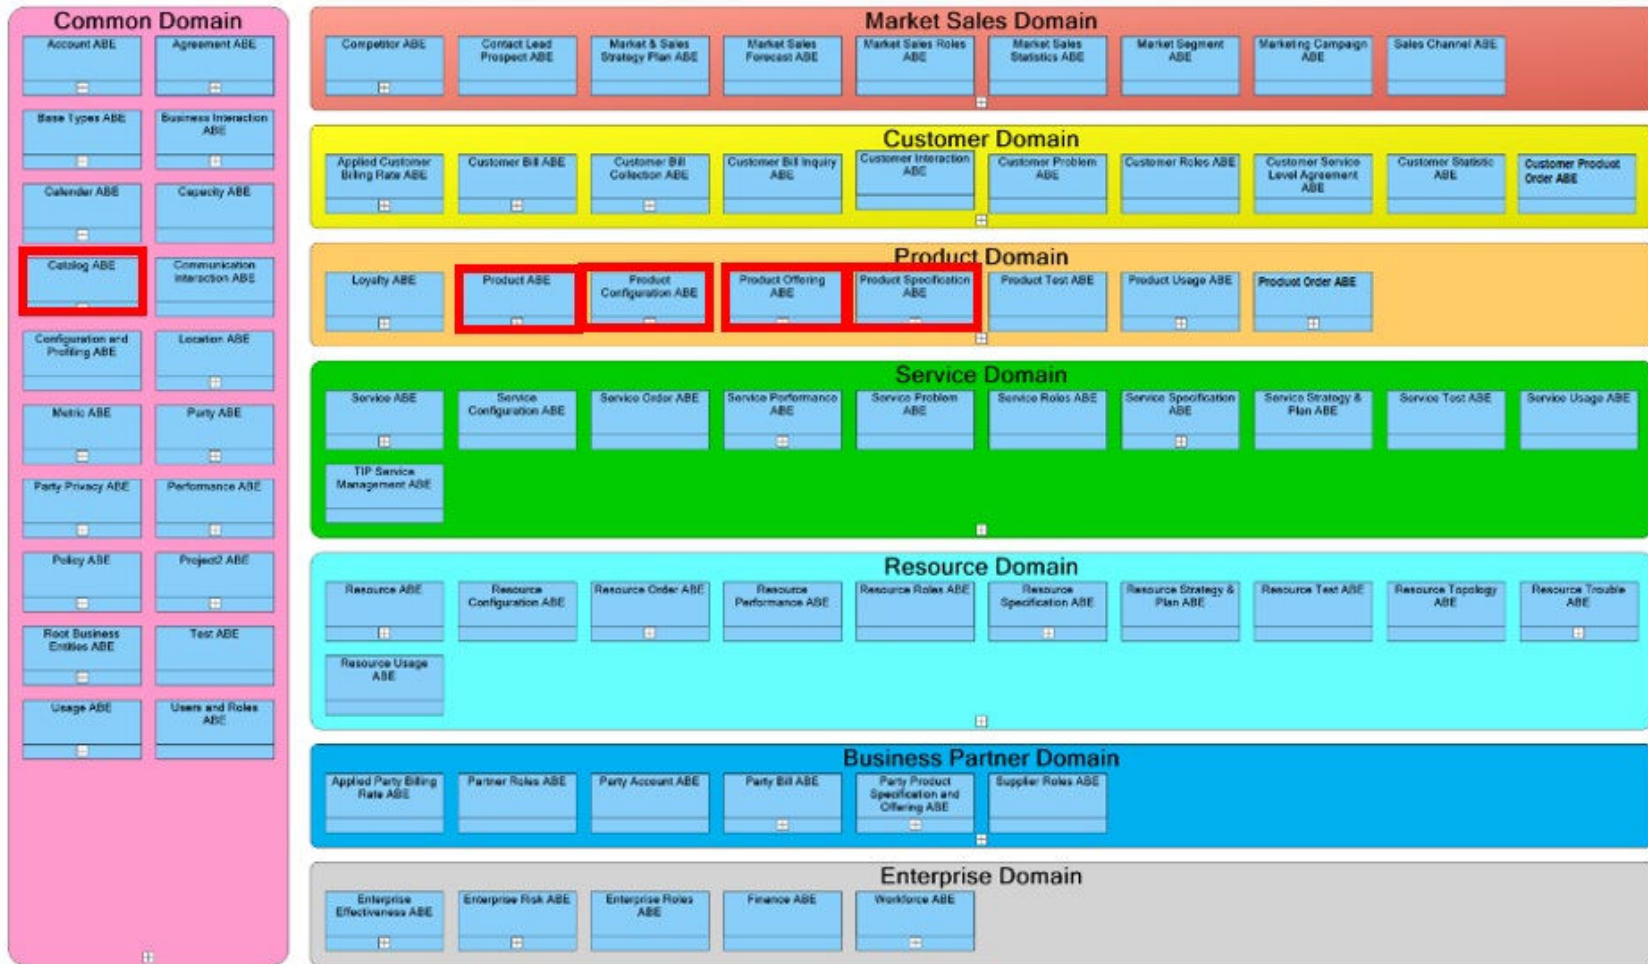 Common Domain
Account ABE
Agreement ABE
Base Types ABE
Business Interaction
ABE
Calender ABE
Capacity ABE
Catalog ABE
Communication
Interaction ABE
Configuration and
Profiling ABE
Location ABE
Metric ABE
Party ABE
Party Privacy ABE
Performance ABE
Policy ABE
Project2 ABE
Root Business
Entities ABE
Test ABE
Usage ABE
Users and Roles
ABE
Market Sales Domain
Competitor ABE
Contact Lead
Prospect ABE
Market & Sales
Strategy Plan ABE
Market Sales
Forecast ABE
Market Sales Roles
ABE
Market Sales
Statistics ABE
Market Segment
ABE
Marketing Campaign
ABE
Sales Channel ABE
Customer Domain
Applied Customer
Billing Rate ABE
Customer Bill ABE
Customer Bill
Collection ABE
Customer Bill Inquiry
ABE
Customer Interaction
ABE
Customer Problem
ABE
Customer Roles ABE
Customer Service
Level Agreement
ABE
Customer Statistic
ABE
Customer Product
Order ABE
Product Domain
Loyalty ABE
Product ABE
Product
Configuration ABE
Product Offering
ABE
Product Specification
ABE
Product Test ABE
Product Usage ABE
Product Order ABE
Service Domain
Service ABE
Service
Configuration ABE
Service Order ABE
Service Performance
ABE
Service Problem
ABE
Service Roles ABE
Service Specification
ABE
Service Strategy &
Plan ABE
Service Test ABE
Service Usage ABE
TIP Service
Management ABE
Resource Domain
Resource ABE
Resource
Configuration ABE
Resource Order ABE
Resource
Performance ABE
Resource Roles ABE
Resource
Specification ABE
Resource Strategy &
Plan ABE
Resource Test ABE
Resource Topology
ABE
Resource Trouble
ABE
Resource Usage
ABE
Business Partner Domain
Applied Party Billing
Rate ABE
Partner Roles ABE
Party Account ABE
Party Bill ABE
Party Product
Specification and
Offering ABE
Supplier Roles ABE
Enterprise Domain
Enterprise
Effectiveness ABE
Enterprise Risk ABE
Enterprise Roles
ABE
Finance ABE
Workforce ABE